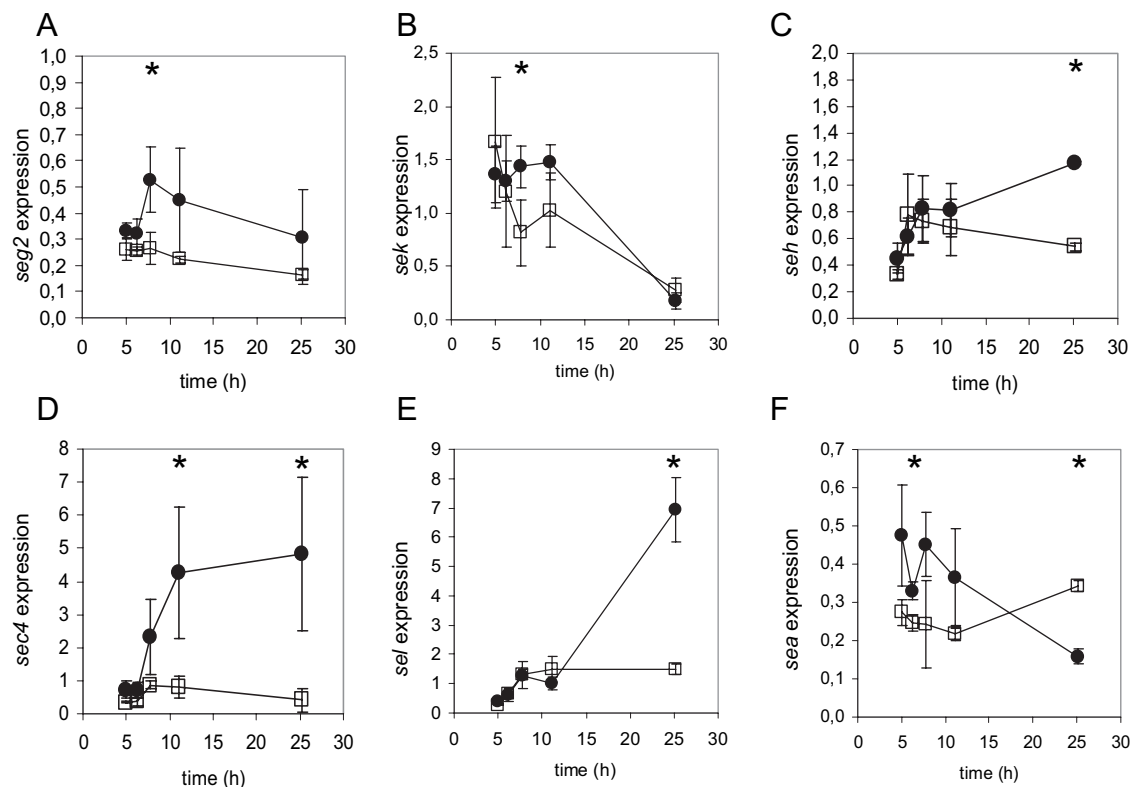 A
B
C
*
*
*
seg2 expression
1,0
0,9
0,8
0,7
0,6
0,5
0,4
0,3
0,2
0,1
0,0
0 5 10 15 20 25 30
time (h)
sek expression
2,5
2,0
1,5
1,0
0,5
0,0
0 5 10 15 20 25 30
time (h)
seh expression
2,0
1,8
1,6
1,4
1,2
1,0
0,8
0,6
0,4
0,2
0,0
0 5 10 15 20 25 30
time (h)
D
E
F
* *
*
* *
sec4 expression
8
7
6
5
4
3
2
1
0
0 5 10 15 20 25 30
time (h)
sel expression
9
8
7
6
5
4
3
2
1
0
0 5 10 15 20 25 30
time (h)
sea expression
0,7
0,6
0,5
0,4
0,3
0,2
0,1
0,0
0 5 10 15 20 25 30
time (h)